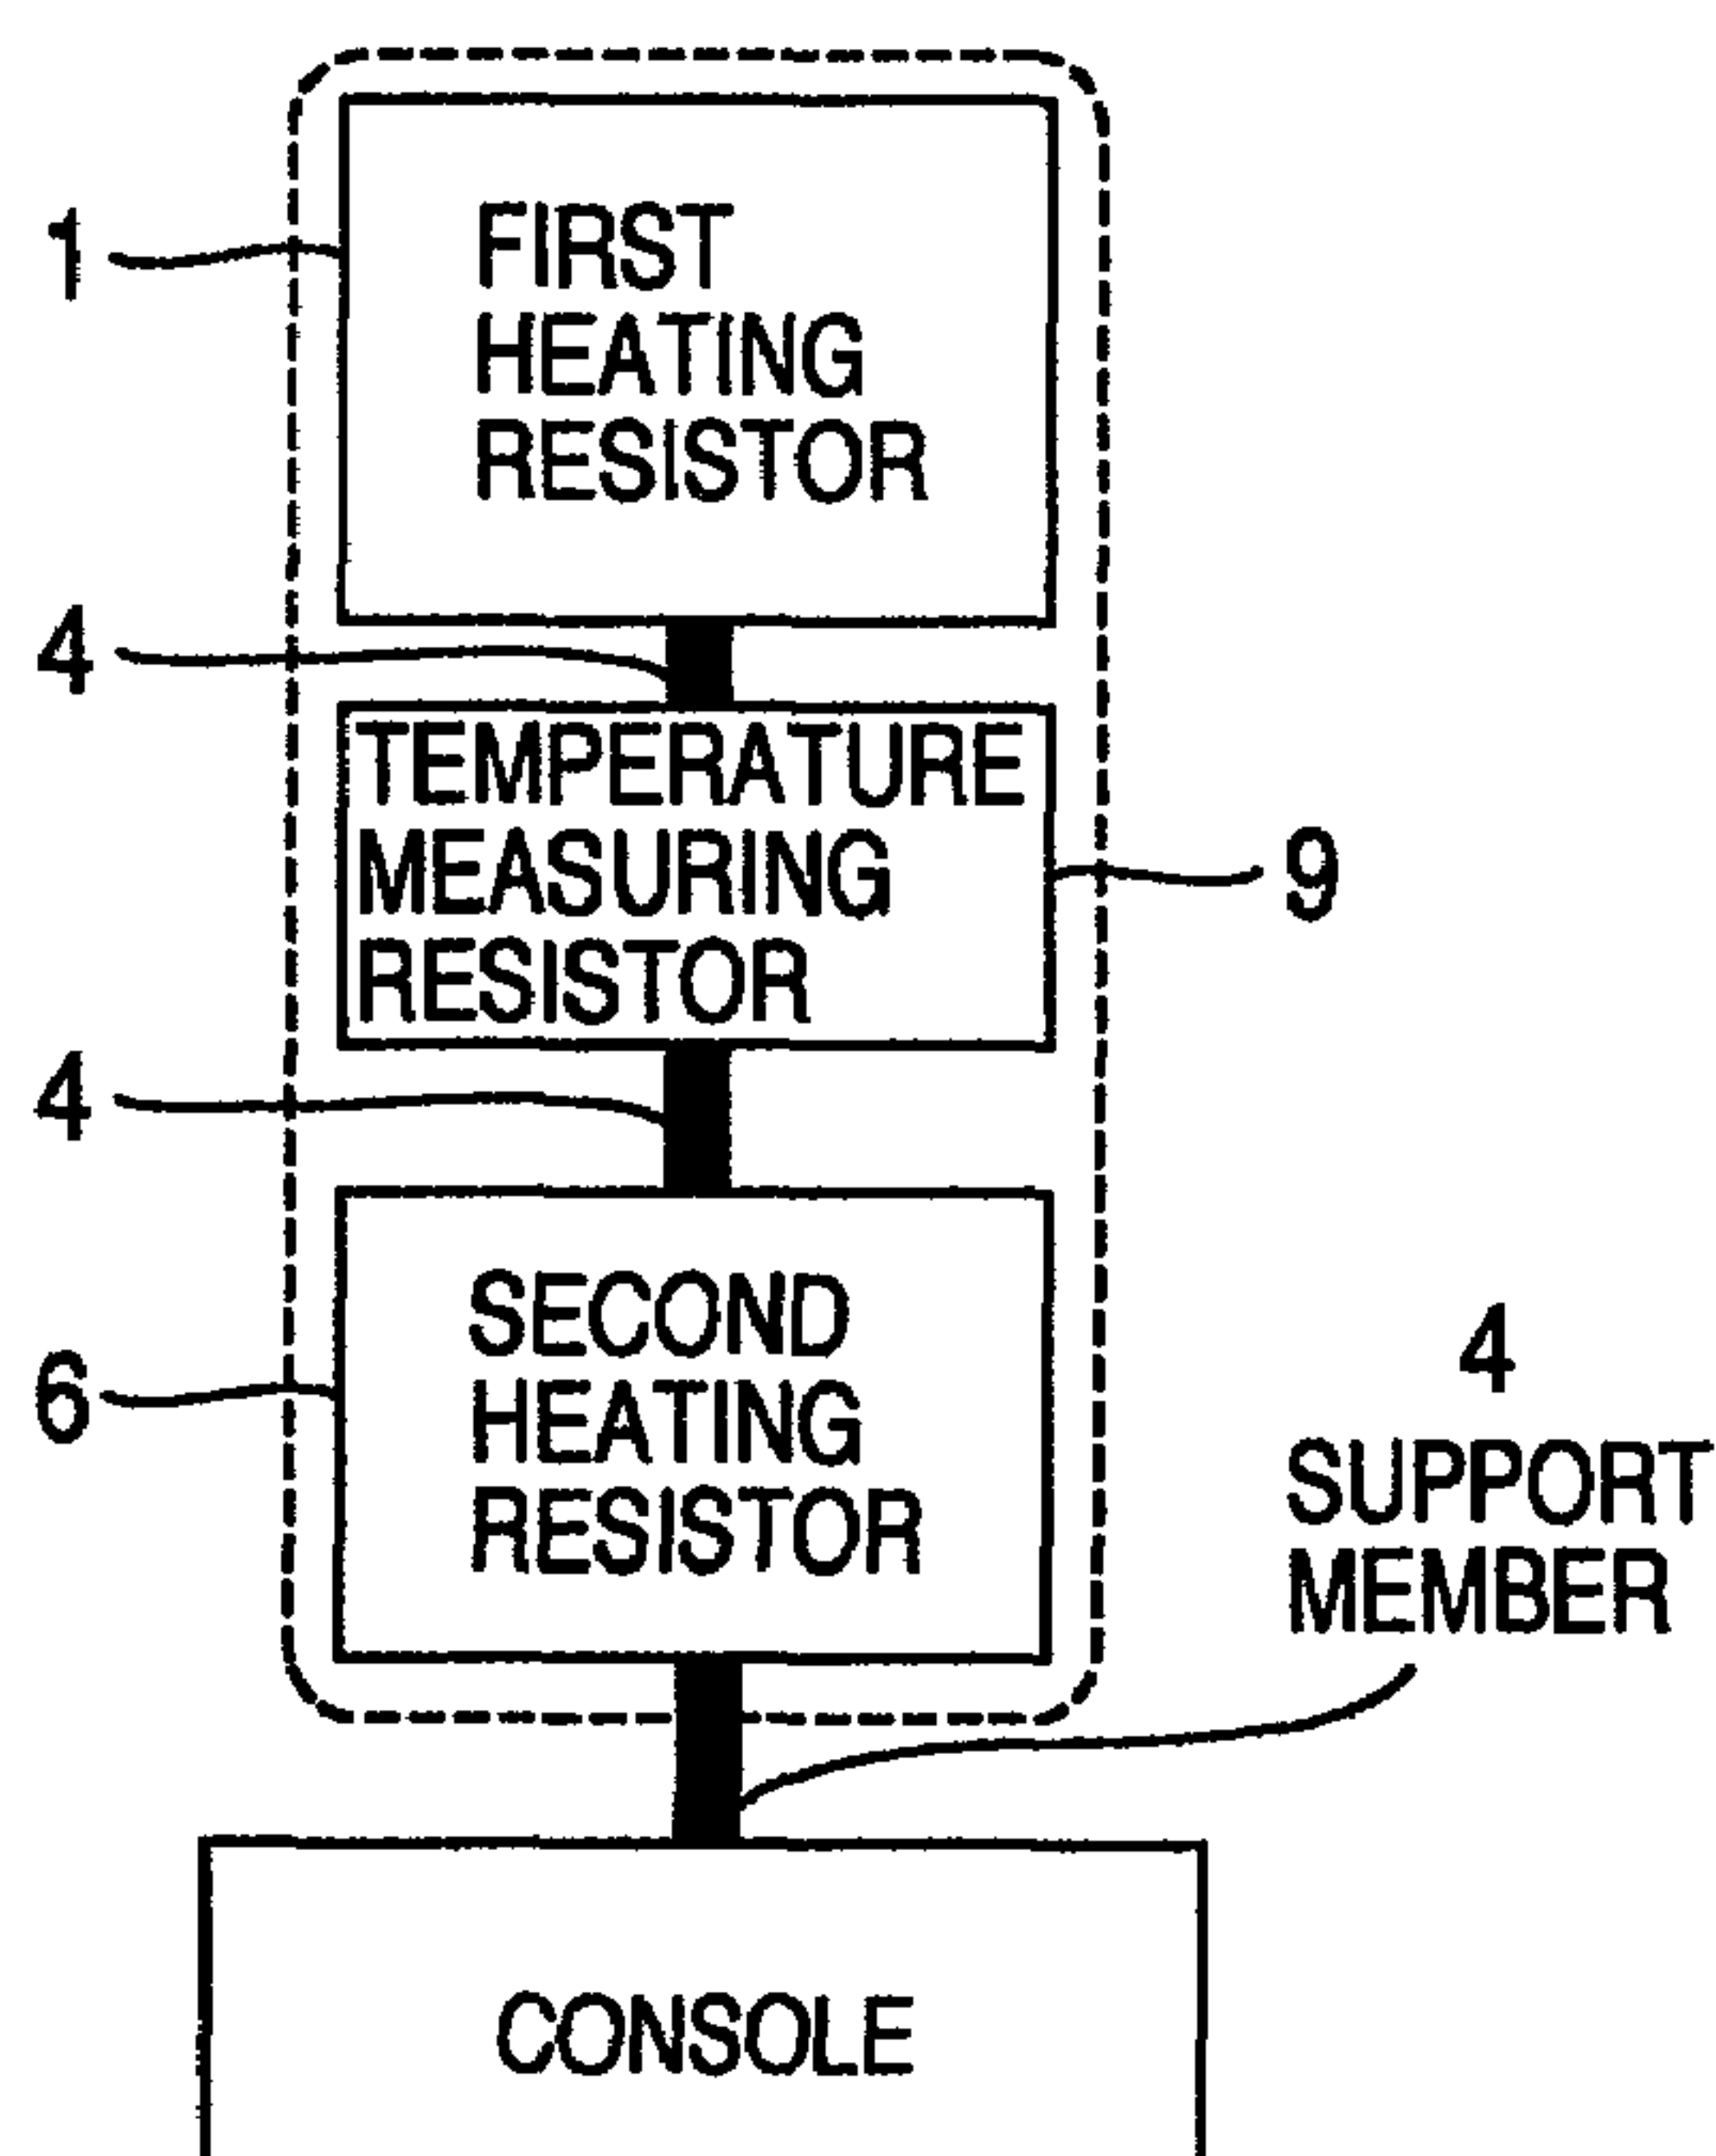 1
FIRST
HEATING
RESISTOR
4
TEMPERATURE
MEASURING
RESISTOR
9
4
SECOND
HEATING
RESISTOR
6
4
SUPPORT
MEMBER
CONSOLE